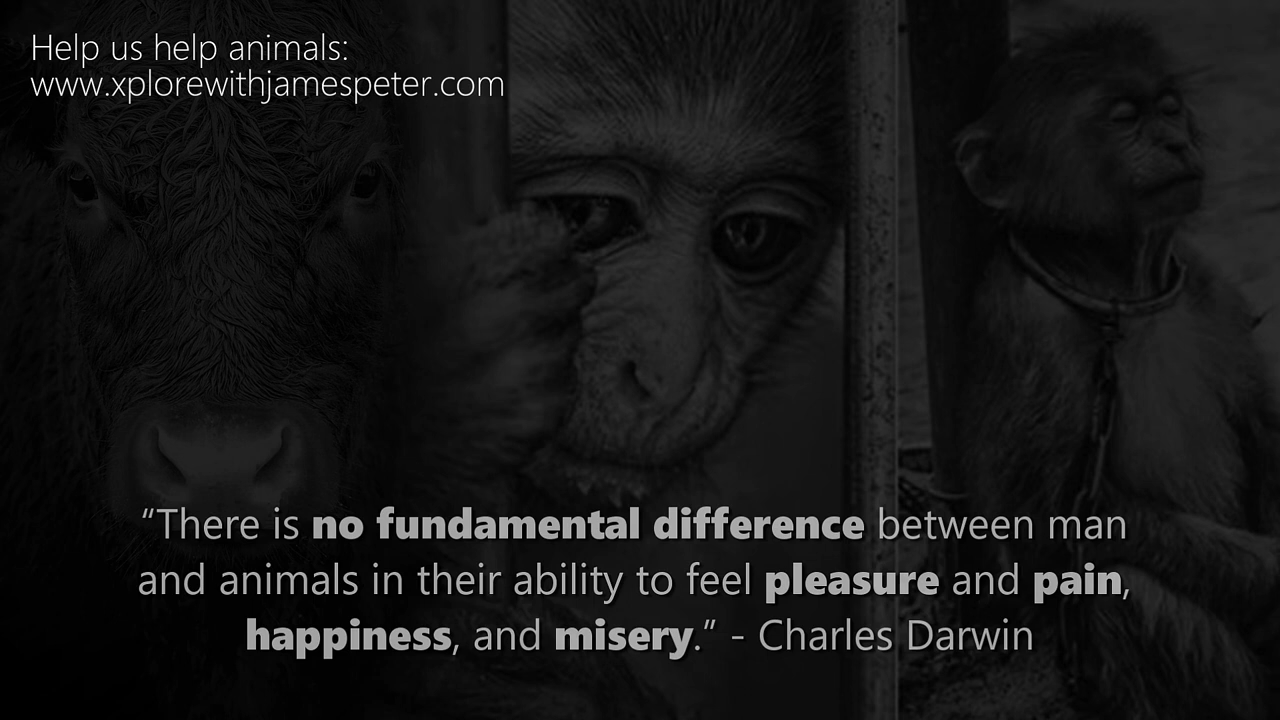 Help us help animals:
www.xplorewithjamespeter.com
“There is no fundamental difference between man
and animals in their ability to feel pleasure and pain,
happiness, and misery.” - Charles Darwin